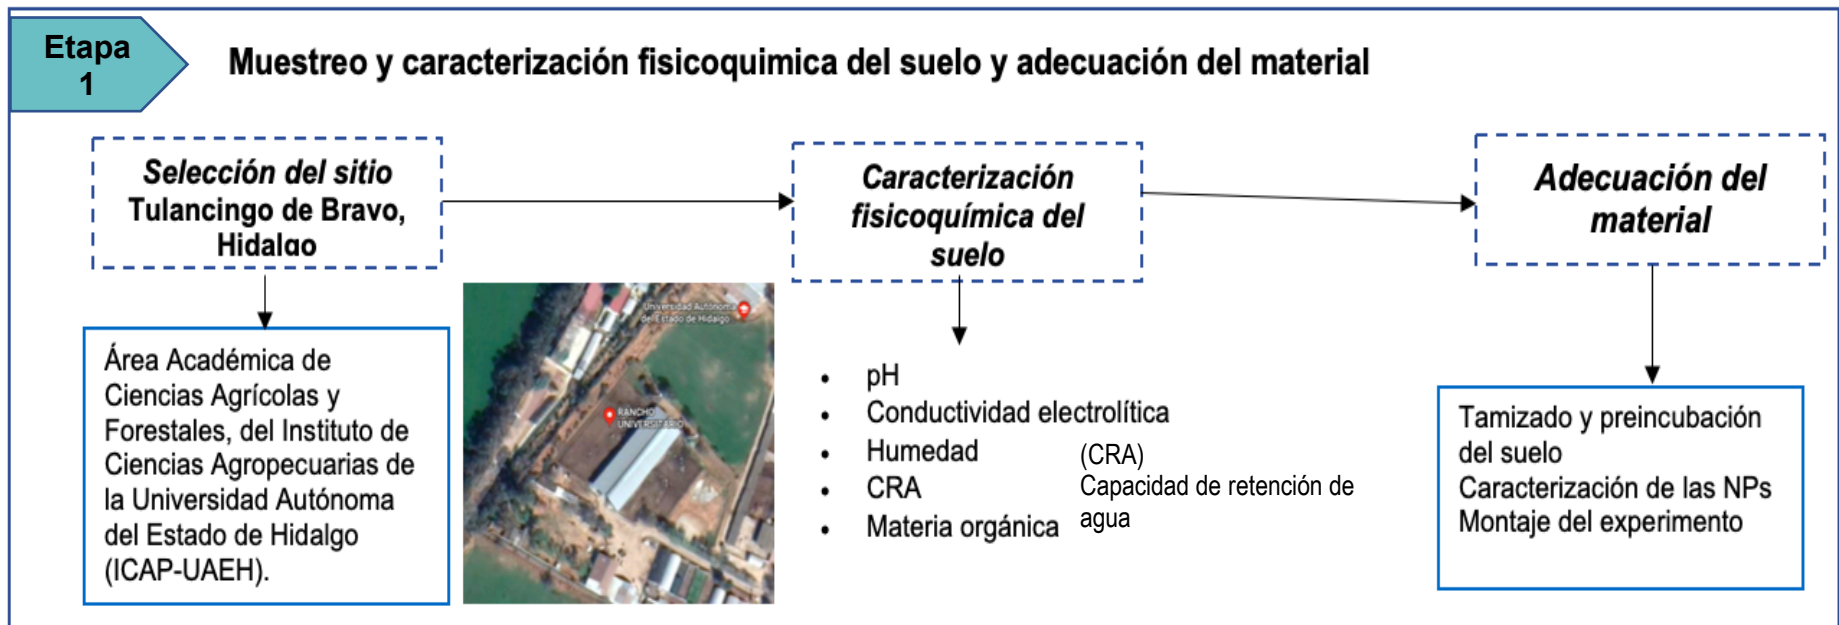 Etapa
1
Muestreo y caracterización fisicoquimica del suelo y adecuación del material
Selección del sitio
Tulancingo de Bravo,
Hidalgo
Caracterización
fisicoquímica del
suelo
Adecuación del
material
Área Académica de
Ciencias Agrícolas y
Forestales, del Instituto de
Ciencias Agropecuarias de
la Universidad Autónoma
del Estado de Hidalgo
(ICAP-UAEH).
Universidad Autónoma
del Estado de Hidalgo
RANCHO
UNIVERSITARIO
• pH
• Conductividad electrolítica
• Humedad
• CRA
• Materia orgánica
(CRA)
Capacidad de retención de
agua
Tamizado y preincubación
del suelo
Caracterización de las NPs
Montaje del experimento